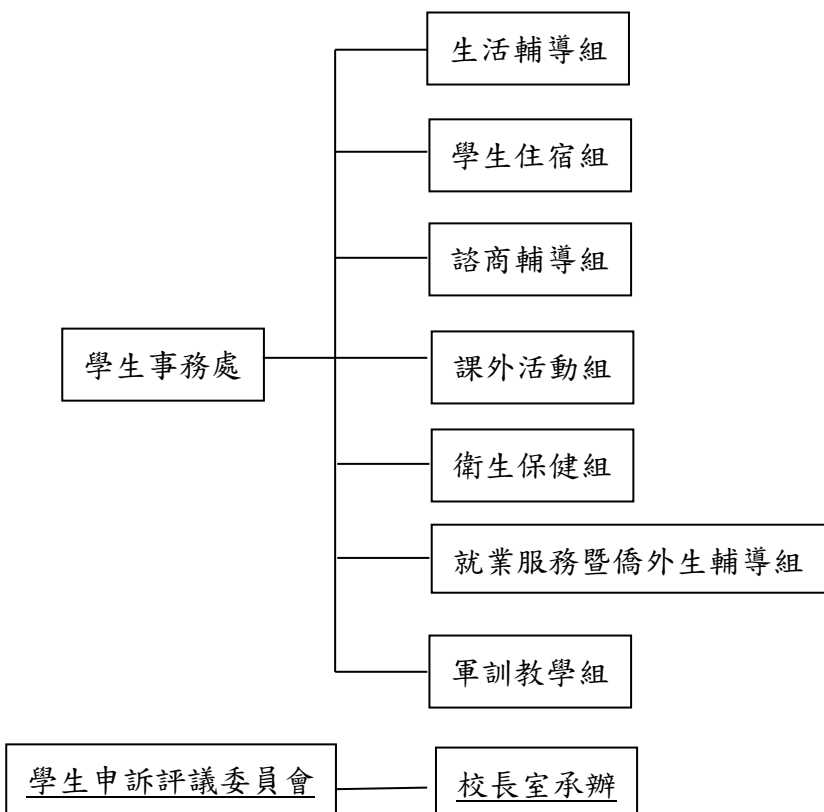 生活輔導組
學生住宿組
諮商輔導組
學生事務處
課外活動組
衛生保健組
就業服務暨僑外生輔導組
軍訓教學組
學生申訴評議委員會
校長室承辦